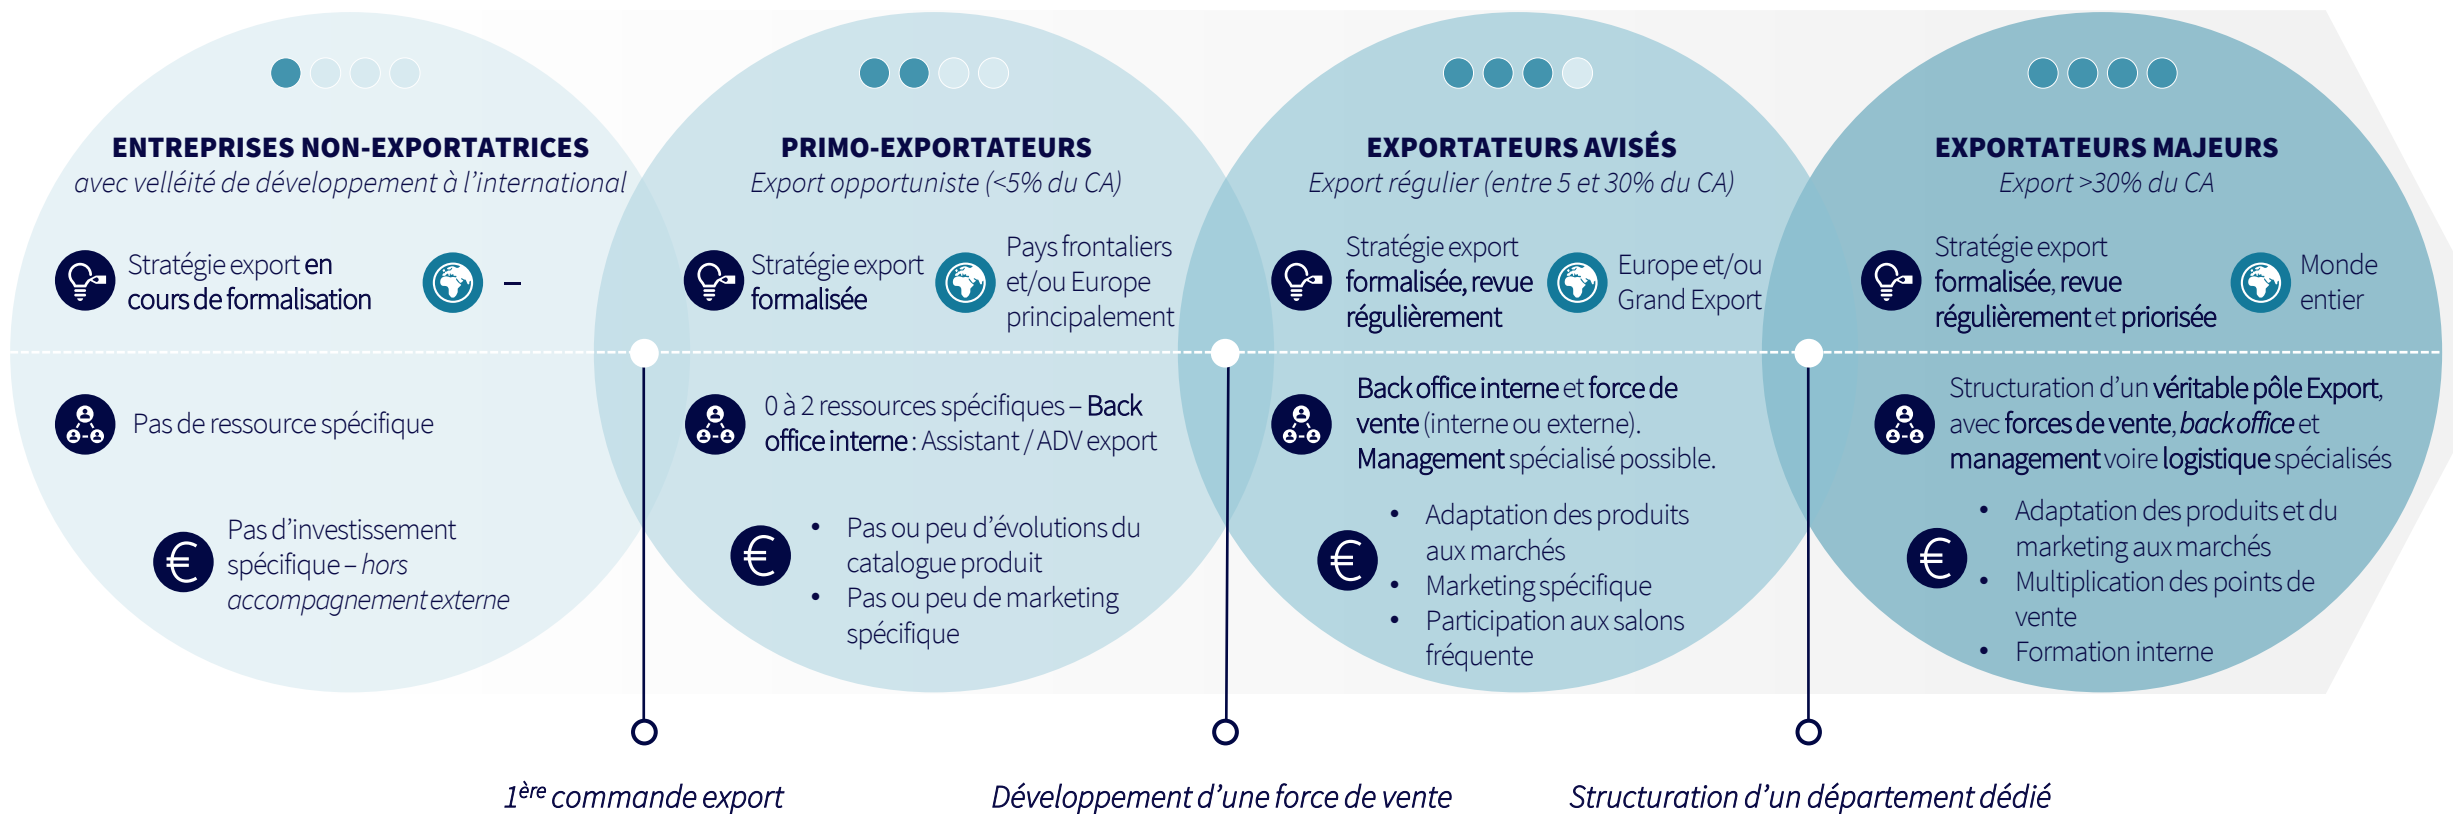 ENTREPRISES NON-EXPORTATRICES
avec velléité de développement à l'international
Stratégie export en
cours de formalisation
–
Pas de ressource spécifique
€
Pas d'investissement
spécifique – hors
accompagnement externe
PRIMO-EXPORTATEURS
Export opportuniste (<5% du CA)
Stratégie export
formalisée
Pays frontaliers
et/ou Europe
principalement
0 à 2 ressources spécifiques – Back
office interne : Assistant / ADV export
€
• Pas ou peu d'évolutions du
catalogue produit
• Pas ou peu de marketing
spécifique
EXPORTATEURS AVISÉS
Export régulier (entre 5 et 30% du CA)
Stratégie export
formalisée, revue
régulièrement
Europe et/ou
Grand Export
Back office interne et force de
vente (interne ou externe).
Management spécialisé possible.
€
• Adaptation des produits
aux marchés
• Marketing spécifique
• Participation aux salons
fréquente
EXPORTATEURS MAJEURS
Export >30% du CA
Stratégie export
formalisée, revue
régulièrement et priorisée
Monde
entier
Structuration d'un véritable pôle Export,
avec forces de vente, back office et
management voire logistique spécialisés
€
• Adaptation des produits et du
marketing aux marchés
• Multiplication des points de
vente
• Formation interne
1ère commande export
Développement d'une force de vente
Structuration d'un département dédié